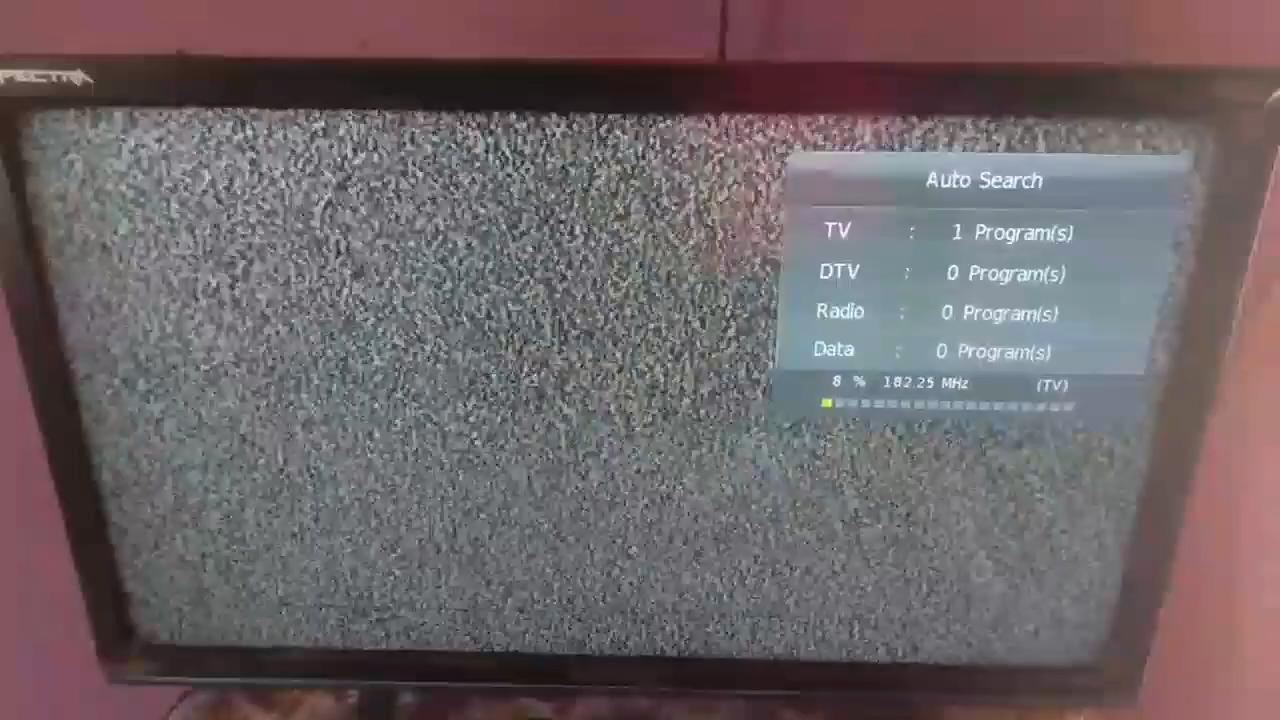 PECTRA
Auto Search
TV : 1 Program(s)
DTV : 0 Program(s)
Radio : 0 Program(s)
Data : 0 Program(s)
8 % 182.25 MHz (TV)